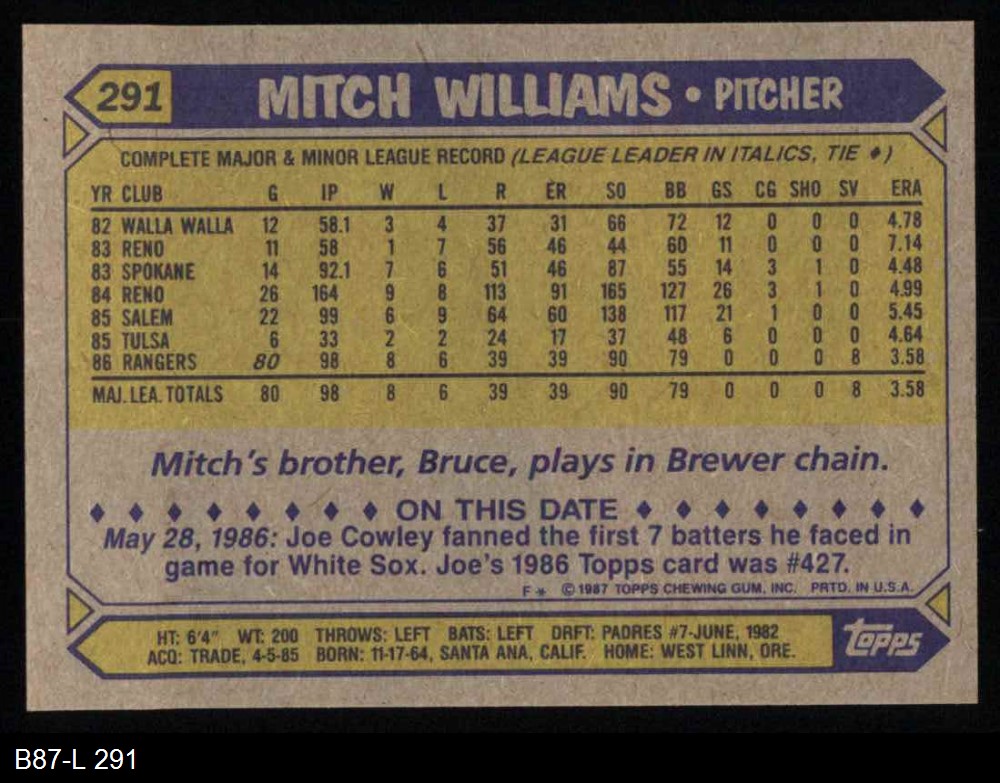 291 MITCH WILLIAMS • PITCHER
COMPLETE MAJOR & MINOR LEAGUE RECORD (LEAGUE LEADER IN ITALICS, TIE ♦)
YR CLUB G IP W L R ER SO BB GS CG SHO SV ERA
82 WALLA WALLA 12 58.1 3 4 37 31 66 72 12 0 0 0 4.78
83 RENO 11 58 1 7 56 46 44 60 11 0 0 0 7.14
83 SPOKANE 14 92.1 7 6 51 46 87 55 14 3 1 0 4.48
84 RENO 26 164 9 8 113 91 165 127 26 3 1 0 4.99
85 SALEM 22 99 6 9 64 60 138 117 21 1 0 0 5.45
85 TULSA 6 33 2 2 24 17 37 48 6 0 0 0 4.64
86 RANGERS 80 98 8 6 39 39 90 79 0 0 0 8 3.58
MAJ. LEA. TOTALS 80 98 8 6 39 39 90 79 0 0 0 8 3.58
Mitch's brother, Bruce, plays in Brewer chain.
♦ ♦ ♦ ♦ ♦ ♦ ♦ ♦ ON THIS DATE ♦ ♦ ♦ ♦ ♦ ♦ ♦ ♦
May 28, 1986: Joe Cowley fanned the first 7 batters he faced in
game for White Sox. Joe's 1986 Topps card was #427.
F * © 1987 TOPPS CHEWING GUM, INC. PRTD. IN U.S.A.
HT: 6'4" WT: 200 THROWS: LEFT BATS: LEFT DRFT: PADRES #7-JUNE, 1982
ACQ: TRADE, 4-5-85 BORN: 11-17-64, SANTA ANA, CALIF. HOME: WEST LINN, ORE.
Topps
B87-L 291